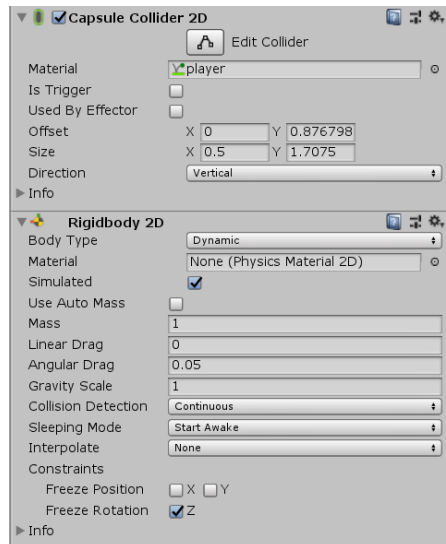 Capsule Collider 2D
Edit Collider
Material player
Is Trigger
Used By Effector
Offset X 0 Y 0.876798
Size X 0.5 Y 1.7075
Direction Vertical
Info
Rigidbody 2D
Body Type Dynamic
Material None (Physics Material 2D)
Simulated
Use Auto Mass
Mass 1
Linear Drag 0
Angular Drag 0.05
Gravity Scale 1
Collision Detection Continuous
Sleeping Mode Start Awake
Interpolate None
Constraints
Freeze Position X Y
Freeze Rotation Z
Info